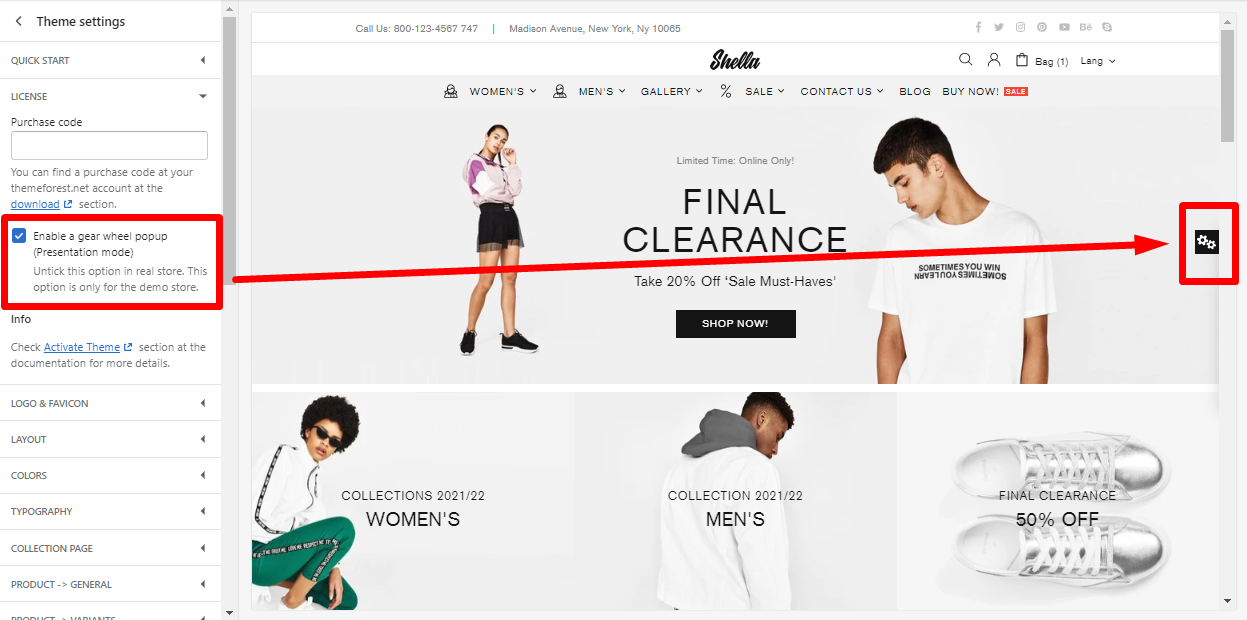 Theme settings
QUICK START
LICENSE
Purchase code
You can find a purchase code at your
themeforest.net account at the
download section.
Enable a gear wheel popup
(Presentation mode)
Untick this option in real store. This
option is only for the demo store.
Info
Check Activate Theme section at the
documentation for more details.
LOGO & FAVICON
LAYOUT
COLORS
TYPOGRAPHY
COLLECTION PAGE
PRODUCT -> GENERAL
PRODUCT -> VARIANTS
Call Us: 800-123-4567 747 | Madison Avenue, New York, Ny 10065
Shella
Bag (1) Lang
WOMEN'S MEN'S GALLERY % SALE CONTACT US BLOG BUY NOW! SALE
Limited Time: Online Only!
FINAL
CLEARANCE
Take 20% Off ‘Sale Must-Haves’
SHOP NOW!
SOMETIMES YOU WIN
SOMETIMES YOU LEARN
COLLECTIONS 2021/22
WOMEN'S
COLLECTION 2021/22
MEN'S
FINAL CLEARANCE
50% OFF